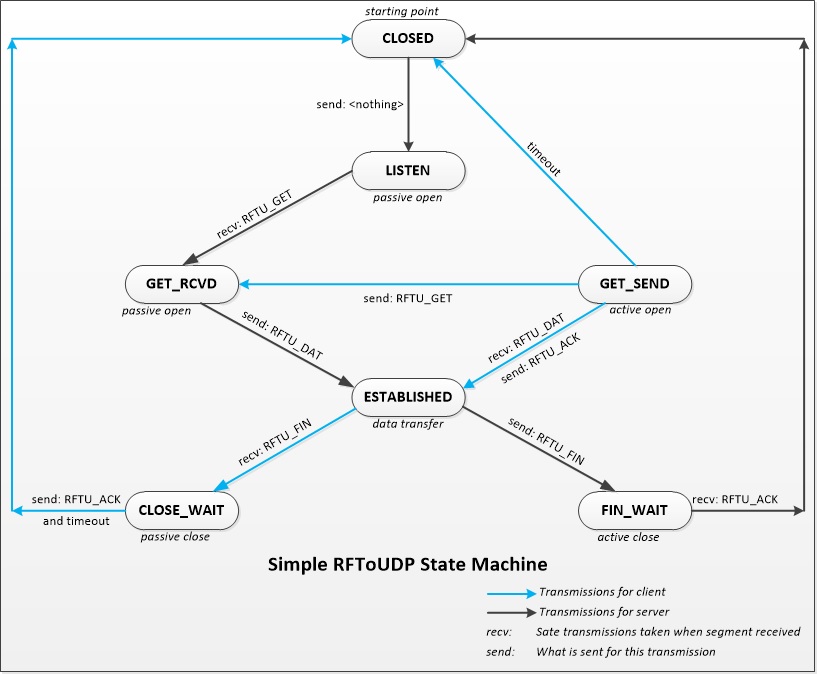 starting point
CLOSED
send: <nothing>
timeout
LISTEN
passive open
recv: RFTU_GET
GET_RCVD
passive open
GET_SEND
active open
send: RFTU_GET
send: RFTU_DAT
recv: RFTU_DAT
send: RFTU_ACK
ESTABLISHED
data transfer
recv: RFTU_FIN
send: RFTU_FIN
send: RFTU_ACK
and timeout
CLOSE_WAIT
passive close
FIN_WAIT
active close
recv: RFTU_ACK
Simple RFToUDP State Machine
Transmissions for client
Transmissions for server
recv: Sate transmissions taken when segment received
send: What is sent for this transmission